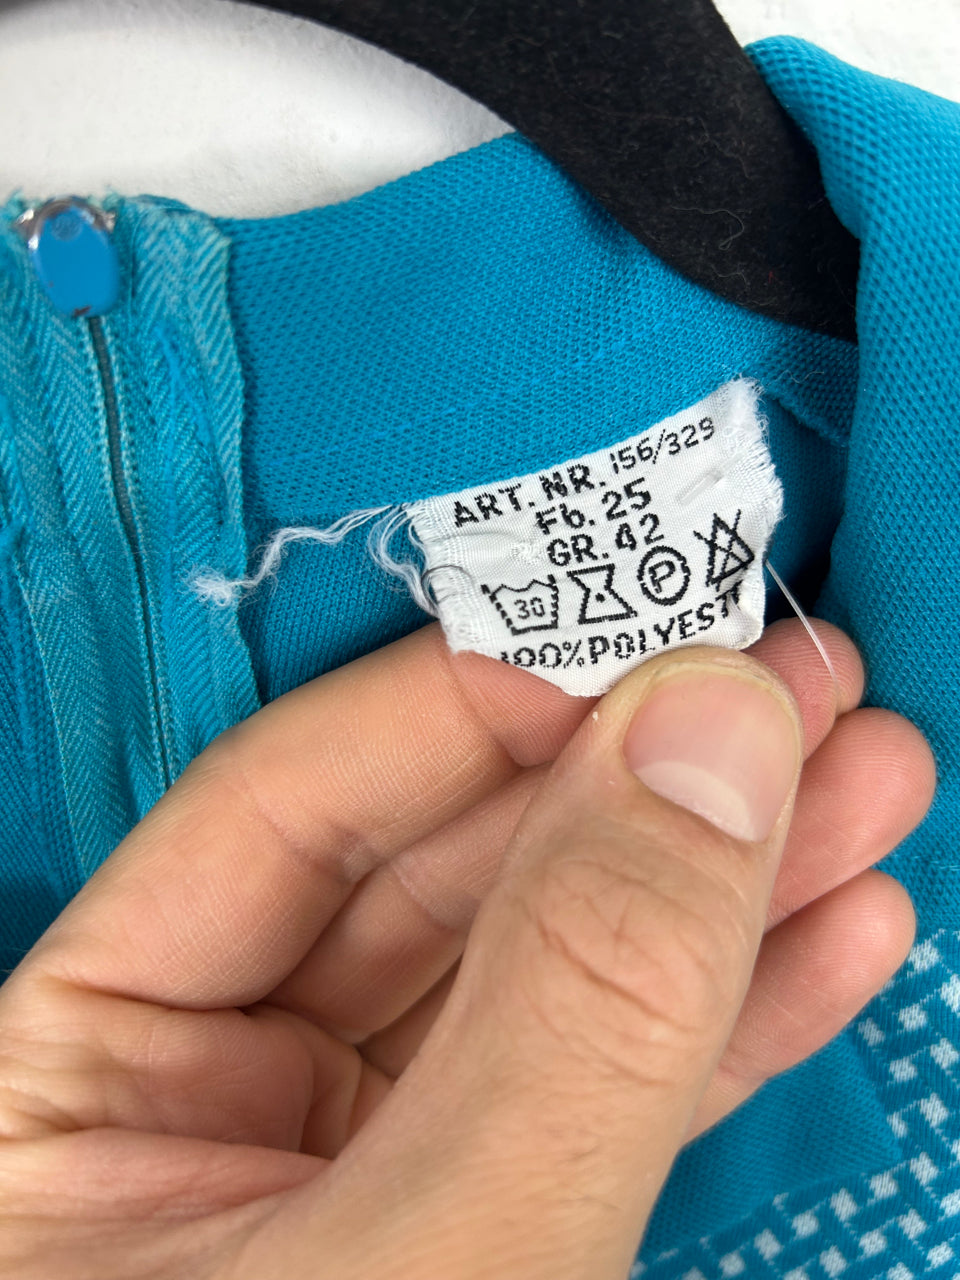 ART. NR. 156/329
Fb. 25
GR. 42
30 P
100% POLYEST